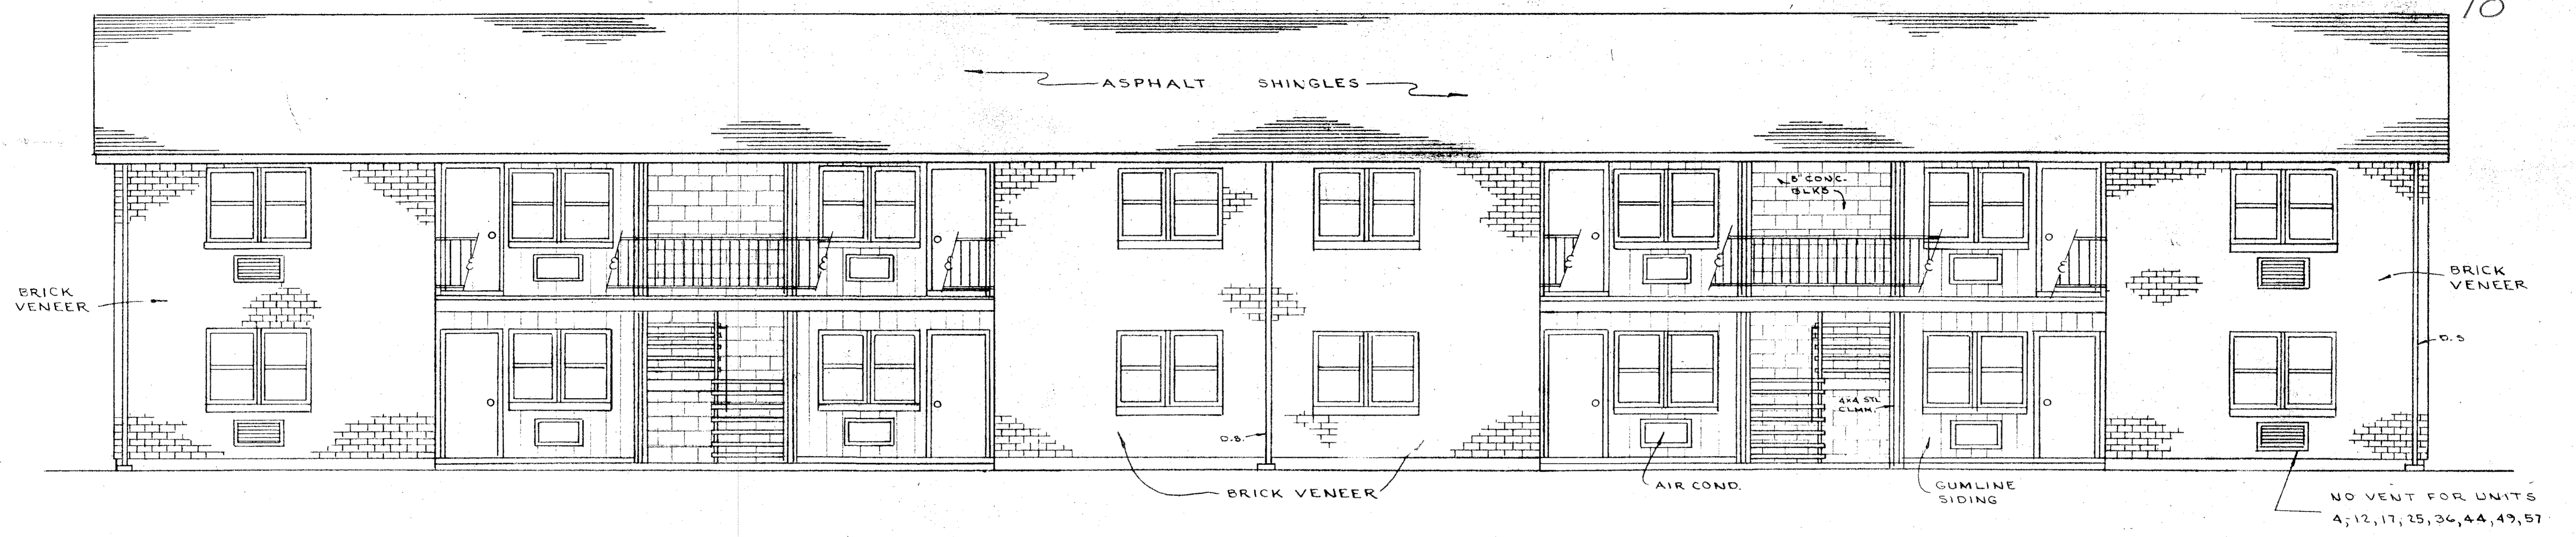 10
ASPHALT SHINGLES
8" CONC.
BLKS
BRICK
VENEER
BRICK
VENEER
D.S
4x4 STL
CLMM.
D.S.
BRICK VENEER
AIR COND.
GUMLINE
SIDING
NO VENT FOR UNITS
4,12,17,25,36,44,49,57